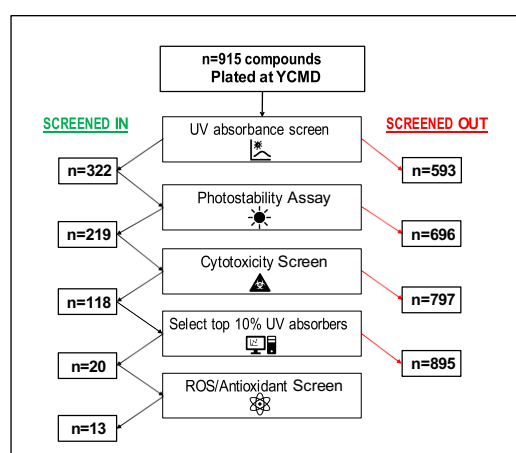 n=915 compounds
Plated at YCMD
SCREENED IN
SCREENED OUT
UV absorbance screen
n=322
n=593
Photostability Assay
n=219
n=696
Cytotoxicity Screen
n=118
n=797
Select top 10% UV absorbers
n=20
n=895
ROS/Antioxidant Screen
n=13